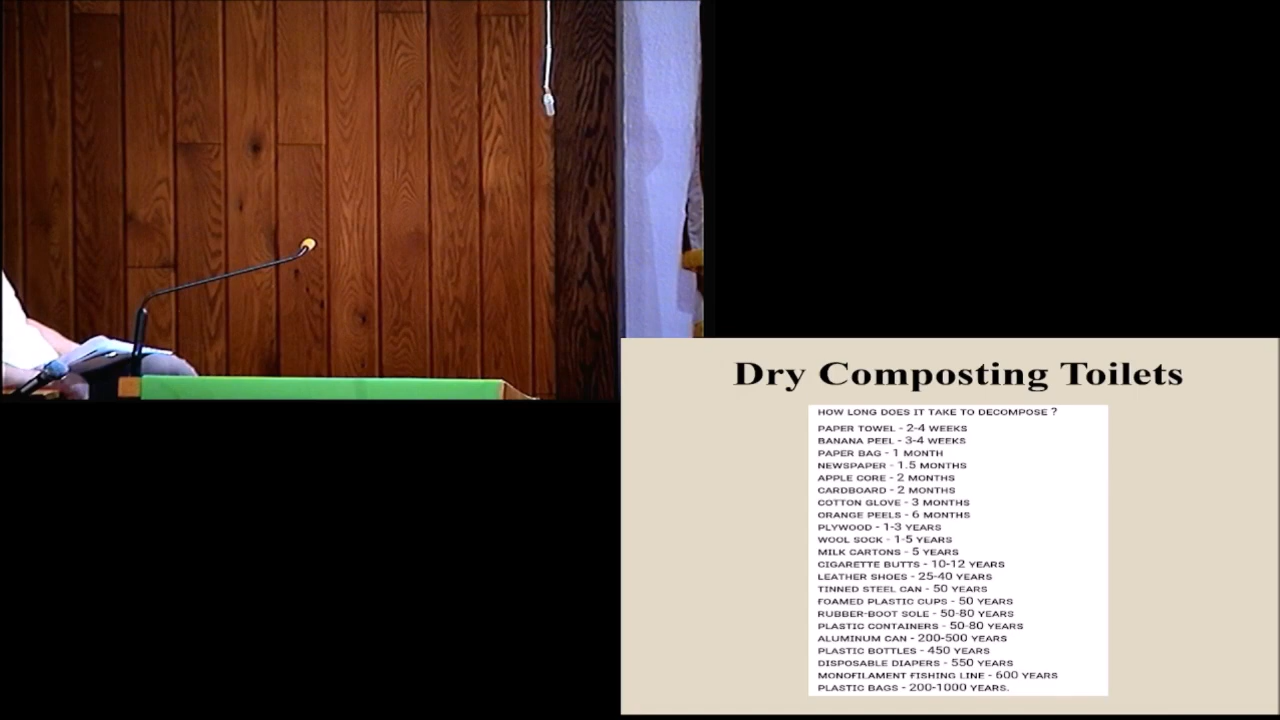 Dry Composting Toilets
HOW LONG DOES IT TAKE TO DECOMPOSE ?
PAPER TOWEL - 2-4 WEEKS
BANANA PEEL - 3-4 WEEKS
PAPER BAG - 1 MONTH
NEWSPAPER - 1.5 MONTHS
APPLE CORE - 2 MONTHS
CARDBOARD - 2 MONTHS
COTTON GLOVE - 3 MONTHS
ORANGE PEELS - 6 MONTHS
PLYWOOD - 1-3 YEARS
WOOL SOCK - 1-5 YEARS
MILK CARTONS - 5 YEARS
CIGARETTE BUTTS - 10-12 YEARS
LEATHER SHOES - 25-40 YEARS
TINNED STEEL CAN - 50 YEARS
FOAMED PLASTIC CUPS - 50 YEARS
RUBBER-BOOT SOLE - 50-80 YEARS
PLASTIC CONTAINERS - 50-80 YEARS
ALUMINUM CAN - 200-500 YEARS
PLASTIC BOTTLES - 450 YEARS
DISPOSABLE DIAPERS - 550 YEARS
MONOFILAMENT FISHING LINE - 600 YEARS
PLASTIC BAGS - 200-1000 YEARS.